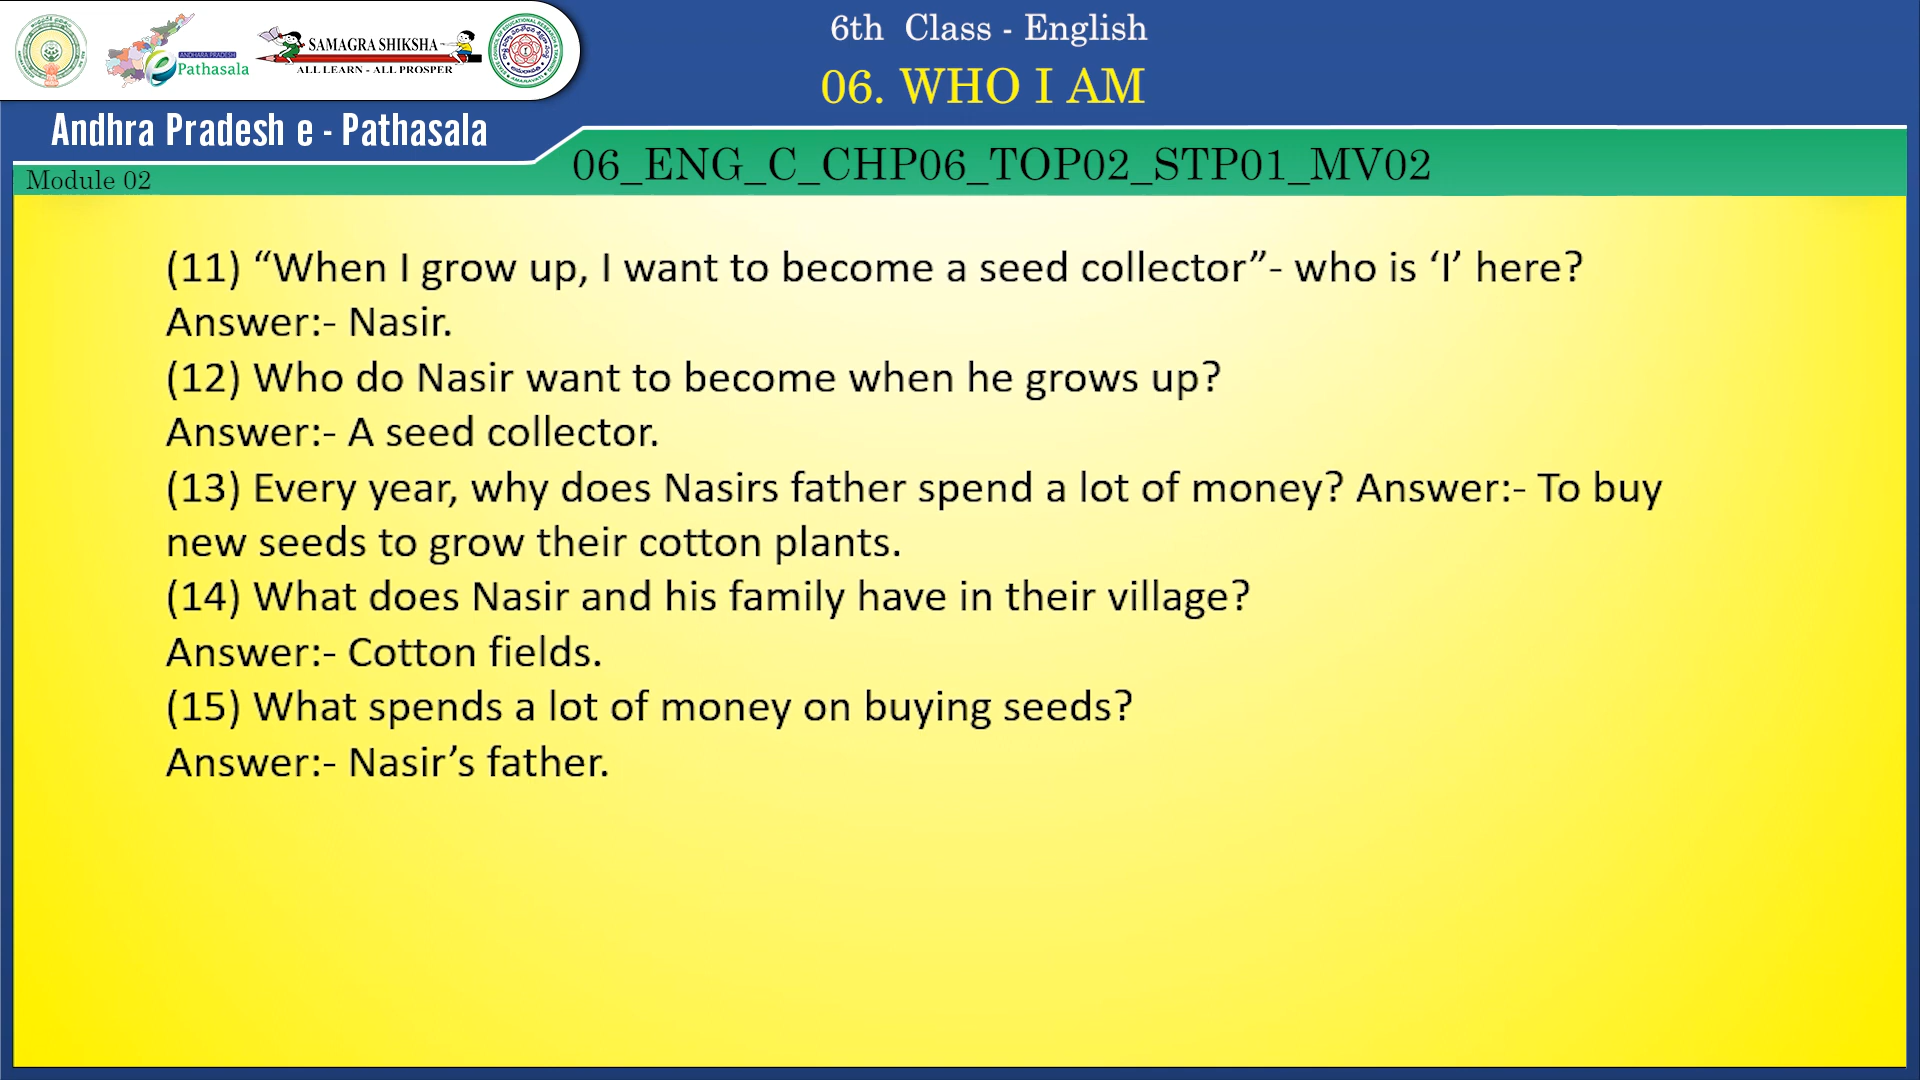 6th Class - English
06. WHO I AM
ANDHRA PRADESH
e Pathasala
SAMAGRA SHIKSHA
ALL LEARN - ALL PROSPER
Andhra Pradesh e - Pathasala
Module 02
06_ENG_C_CHP06_TOP02_STP01_MV02
(11) “When I grow up, I want to become a seed collector”- who is ‘I’ here?
Answer:- Nasir.
(12) Who do Nasir want to become when he grows up?
Answer:- A seed collector.
(13) Every year, why does Nasirs father spend a lot of money? Answer:- To buy
new seeds to grow their cotton plants.
(14) What does Nasir and his family have in their village?
Answer:- Cotton fields.
(15) What spends a lot of money on buying seeds?
Answer:- Nasir’s father.